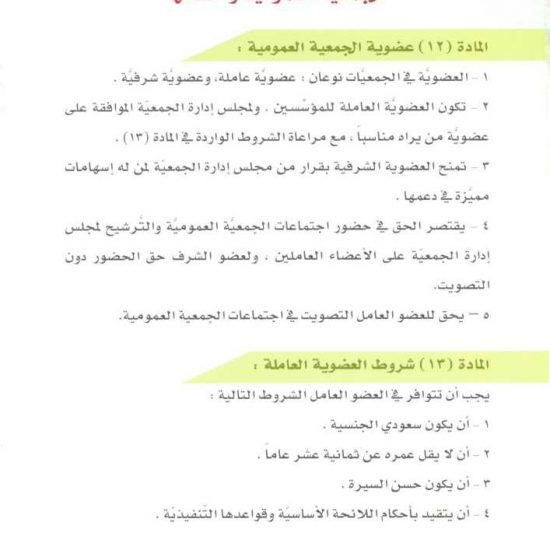 المادة (١٢) عضوية الجمعية العمومية :
١ - العضويَّة في الجمعيَّات نوعان : عضويَّة عاملة، وعضويَّة شرفيَّة .
٢ - تكون العضويَّة العاملة للمؤسِّسين . ولمجلس إدارة الجمعيَّة الموافقة على
عضويَّة من يراه مناسباً ، مع مراعاة الشروط الواردة في المادة (١٣) .
٣ - تمنح العضوية الشرفية بقرار من مجلس إدارة الجمعيَّة لمن له إسهامات
مميَّزة في دعمها .
٤ - يقتصر الحق في حضور اجتماعات الجمعيَّة العموميَّة والتَّرشيح لمجلس
إدارة الجمعيَّة على الأعضاء العاملين ، ولعضو الشرف حق الحضور دون
التصويت.
٥ – يحق للعضو العامل التصويت في اجتماعات الجمعية العمومية.
المادة (١٣) شروط العضوية العاملة :
يجب أن تتوافر في العضو العامل الشروط التالية :
١ - أن يكون سعودي الجنسية .
٢ - أن لا يقل عمره عن ثمانية عشر عاماً .
٣ - أن يكون حسن السيرة .
٤ - أن يتقيد بأحكام اللائحة الأساسيَّة وقواعدها التَّنفيذيَّة .